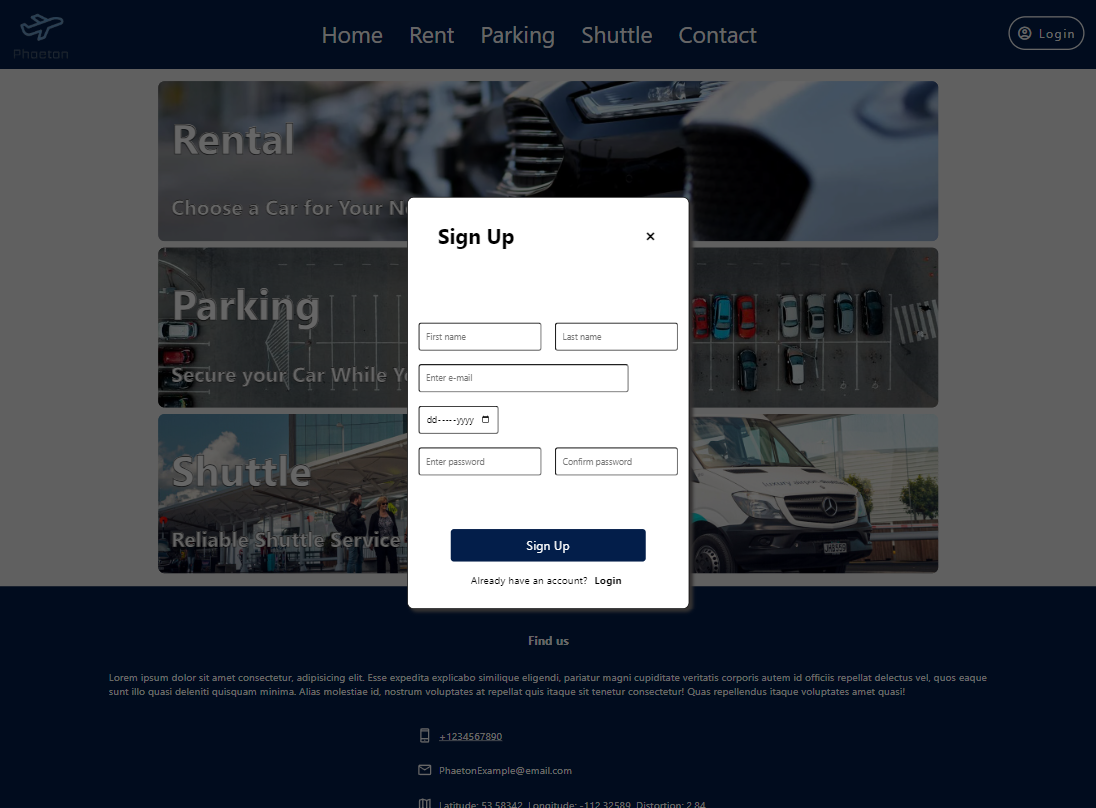 Phaeton
Home Rent Parking Shuttle Contact
Login
Rental
Choose a Car for Your
Parking
Secure your Car While
Shuttle
Reliable Shuttle Service
Sign Up
×
First name
Last name
Enter e-mail
dd-----yyyy
Enter password
Confirm password
Sign Up
Already have an account? Login
Find us
Lorem ipsum dolor sit amet consectetur, adipisicing elit. Esse expedita explicabo similique eligendi, pariatur magni cupiditate veritatis corporis autem id officiis repellat delectus vel, quos eaque
sunt illo quasi deleniti quisquam minima. Alias molestiae id, nostrum voluptates at repellat quis itaque sit tenetur consectetur! Quas repellendus itaque voluptates amet quasi!
+1234567890
PhaetonExample@email.com
Latitude: 53.58342, Longitude: -112.32589, Distortion: 2.84